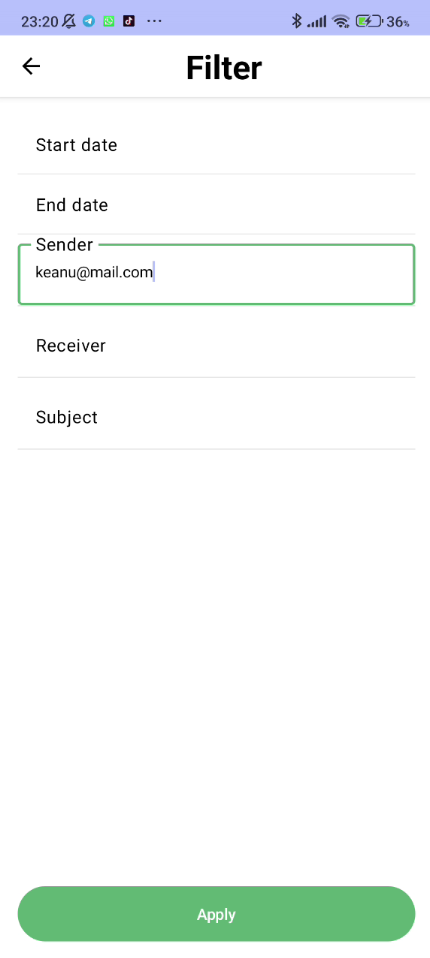 23:20 36%
Filter
Start date
End date
Sender
keanu@mail.com
Receiver
Subject
Apply